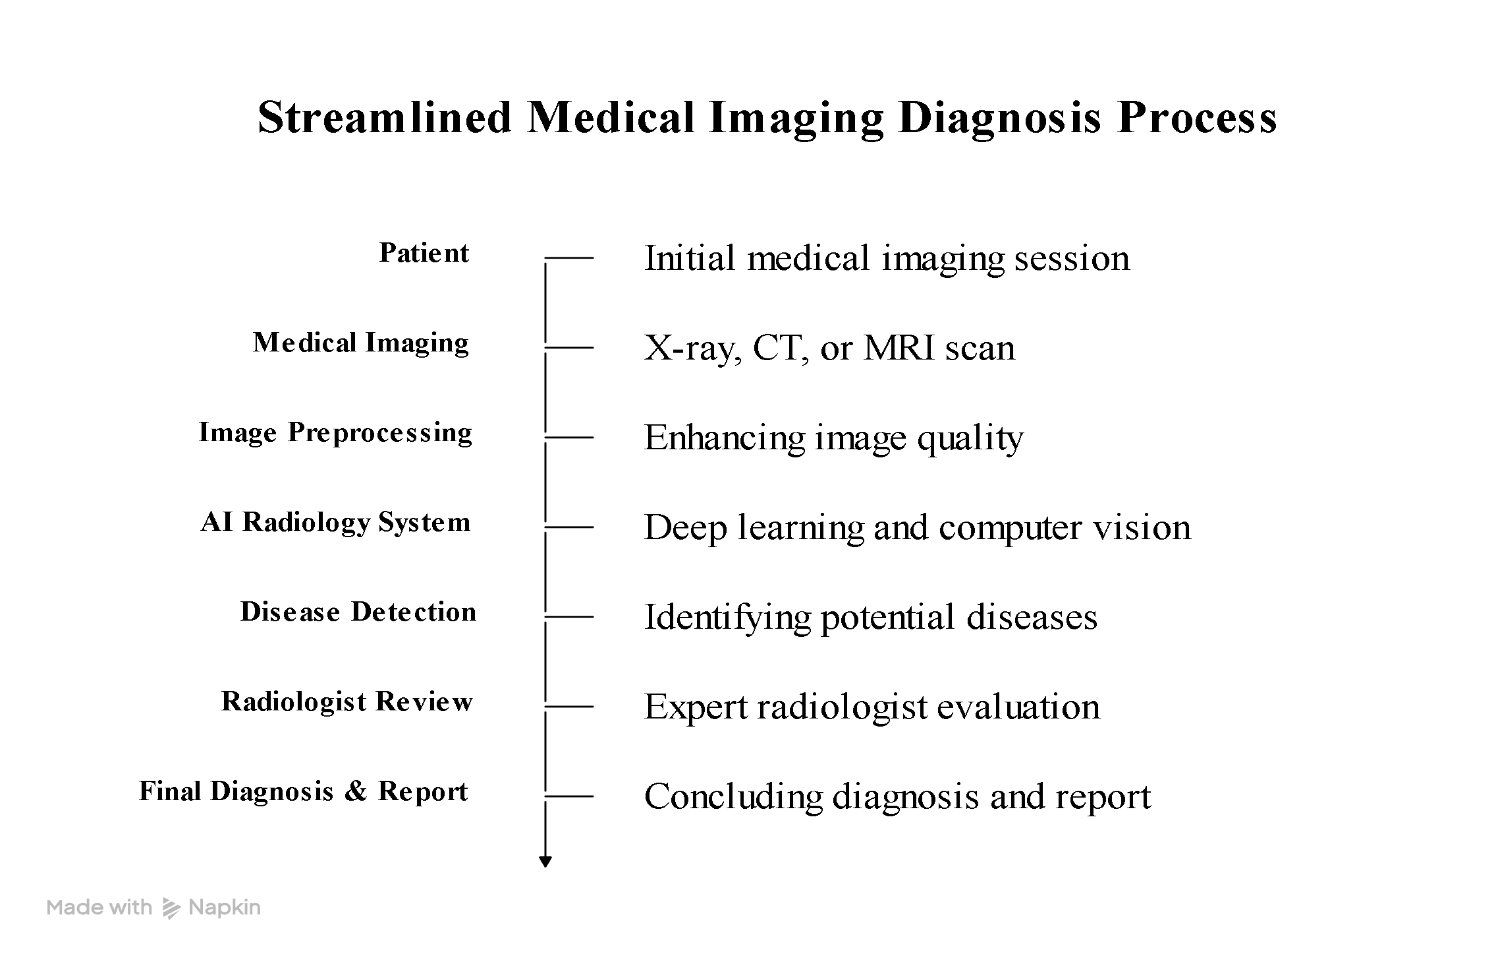 Streamlined Medical Imaging Diagnosis Process
Patient
Initial medical imaging session
Medical Imaging
X-ray, CT, or MRI scan
Image Preprocessing
Enhancing image quality
AI Radiology System
Deep learning and computer vision
Disease Detection
Identifying potential diseases
Radiologist Review
Expert radiologist evaluation
Final Diagnosis & Report
Concluding diagnosis and report
Made with Napkin